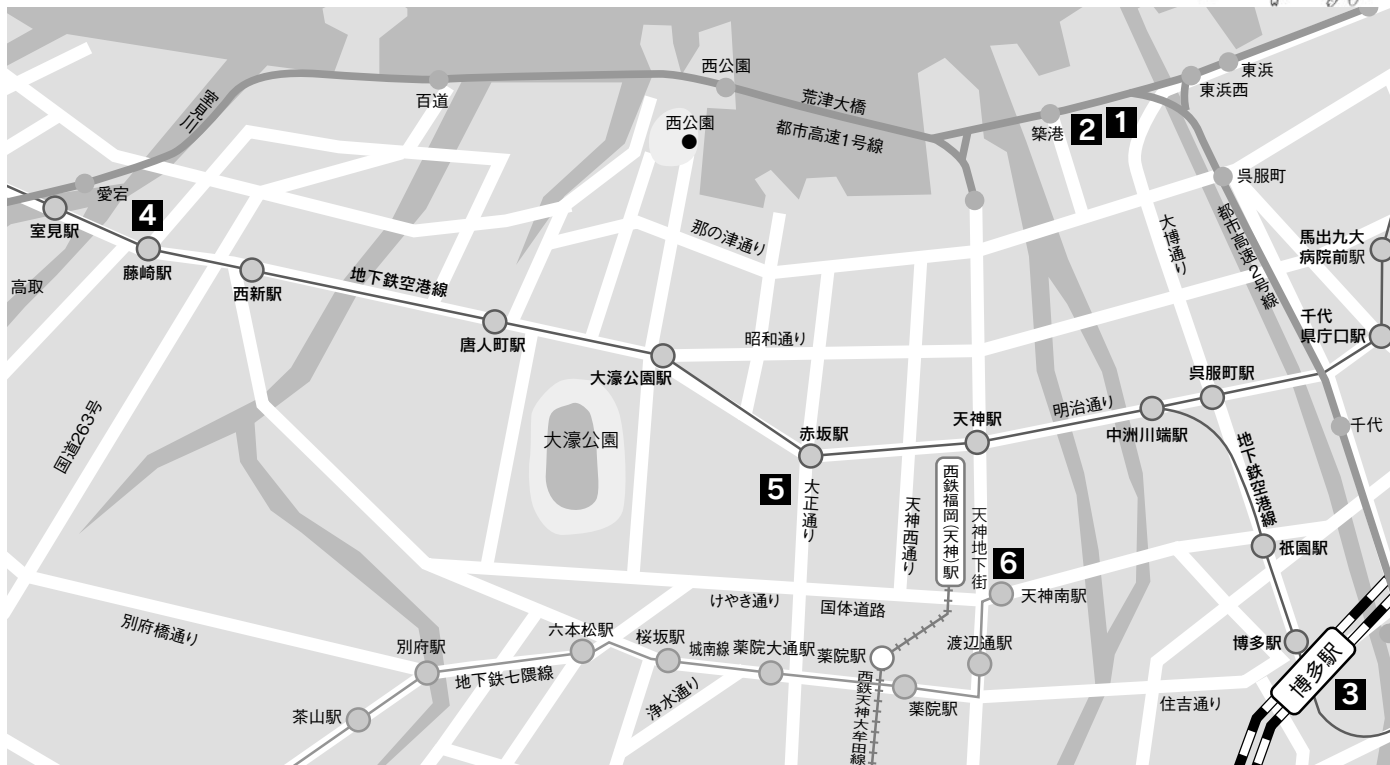 西公園
東浜
東浜西
百道
荒津大橋
室見川
西公園
都市高速1号線
築港
2
1
呉服町
愛宕
4
室見駅
那の津通り
大博通り
都市高速2号線
馬出九大
病院前駅
藤崎駅
高取
西新駅
地下鉄空港線
千代
県庁口駅
唐人町駅
昭和通り
大濠公園駅
呉服町駅
国道263号
大濠公園
赤坂駅
天神駅
明治通り
中洲川端駅
千代
地下鉄空港線
5
大正通り
天神西通り
西鉄福岡(天神)駅
天神地下街
祇園駅
6
天神南駅
けやき通り
国体道路
別府橋通り
別府駅
六本松駅
桜坂駅
城南線
薬院大通駅
薬院駅
渡辺通駅
博多駅
博多駅
地下鉄七隈線
浄水通り
茶山駅
西鉄天神大牟田線
薬院駅
住吉通り
3